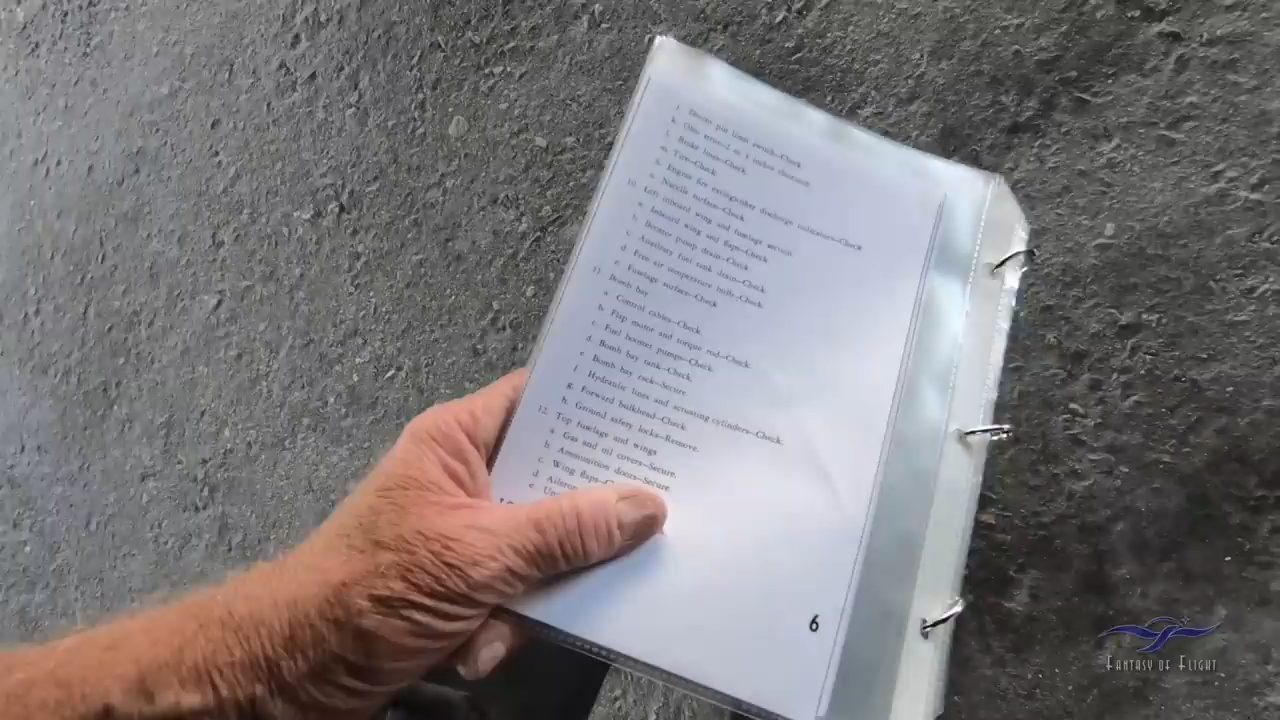 j. Downs pin limit switch—Check
k. Oleo strut—2 to 3 inches clearance
l. Brake lines—Check
m. Tire—Check
n. Engine fire extinguisher discharge indicators—Check
o. Nacelle surface—Check
10. Left inboard wing and fuselage section
a. Inboard wing and flaps—Check
b. Booster pump drain—Check
c. Auxiliary fuel tank drain—Check
d. Free air temperature bulb—Check
e. Fuselage surface—Check
11. Bomb bay
a. Control cables—Check.
b. Flap motor and torque rod—Check.
c. Fuel booster pumps—Check.
d. Bomb bay tank—Check.
e. Bomb bay rack—Secure.
f. Hydraulic lines and actuating cylinders—Check.
g. Forward bulkhead—Check.
h. Ground safety locks—Remove.
12. Top fuselage and wings
a. Gas and oil covers—Secure.
b. Ammunition doors—Secure.
c. Wing flaps—
d.
e.
6
Fantasy of Flight